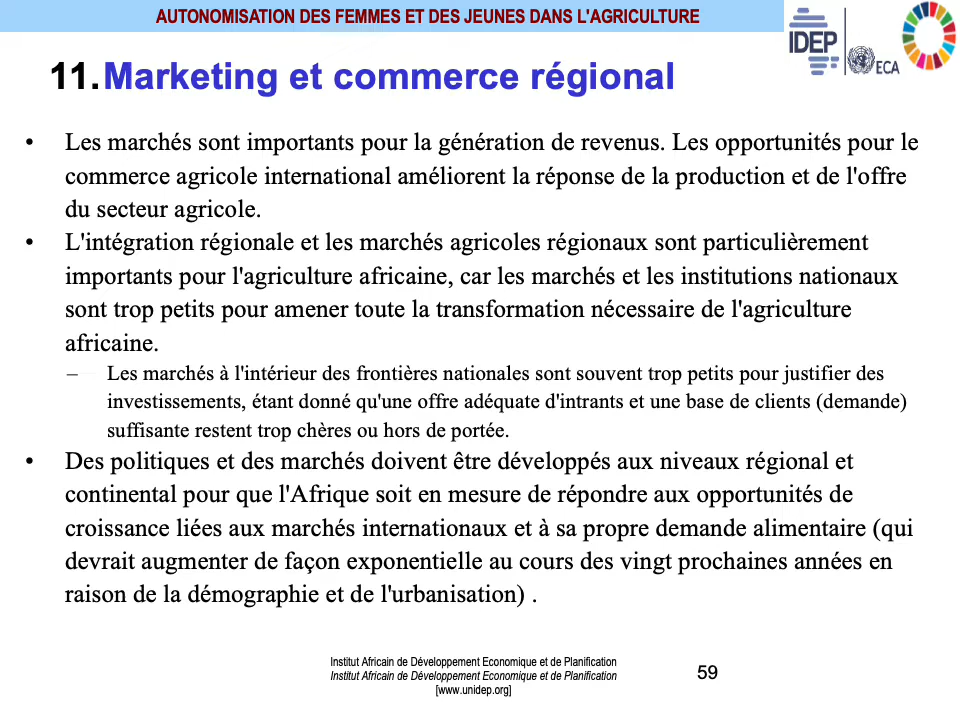 AUTONOMISATION DES FEMMES ET DES JEUNES DANS L'AGRICULTURE
IDEP
ECA
11. Marketing et commerce régional
• Les marchés sont importants pour la génération de revenus. Les opportunités pour le
commerce agricole international améliorent la réponse de la production et de l'offre
du secteur agricole.
• L'intégration régionale et les marchés agricoles régionaux sont particulièrement
importants pour l'agriculture africaine, car les marchés et les institutions nationaux
sont trop petits pour amener toute la transformation nécessaire de l'agriculture
africaine.
– Les marchés à l'intérieur des frontières nationales sont souvent trop petits pour justifier des
investissements, étant donné qu'une offre adéquate d'intrants et une base de clients (demande)
suffisante restent trop chères ou hors de portée.
• Des politiques et des marchés doivent être développés aux niveaux régional et
continental pour que l'Afrique soit en mesure de répondre aux opportunités de
croissance liées aux marchés internationaux et à sa propre demande alimentaire (qui
devrait augmenter de façon exponentielle au cours des vingt prochaines années en
raison de la démographie et de l'urbanisation) .
Institut Africain de Développement Economique et de Planification
Institut Africain de Développement Economique et de Planification
[www.unidep.org]
59